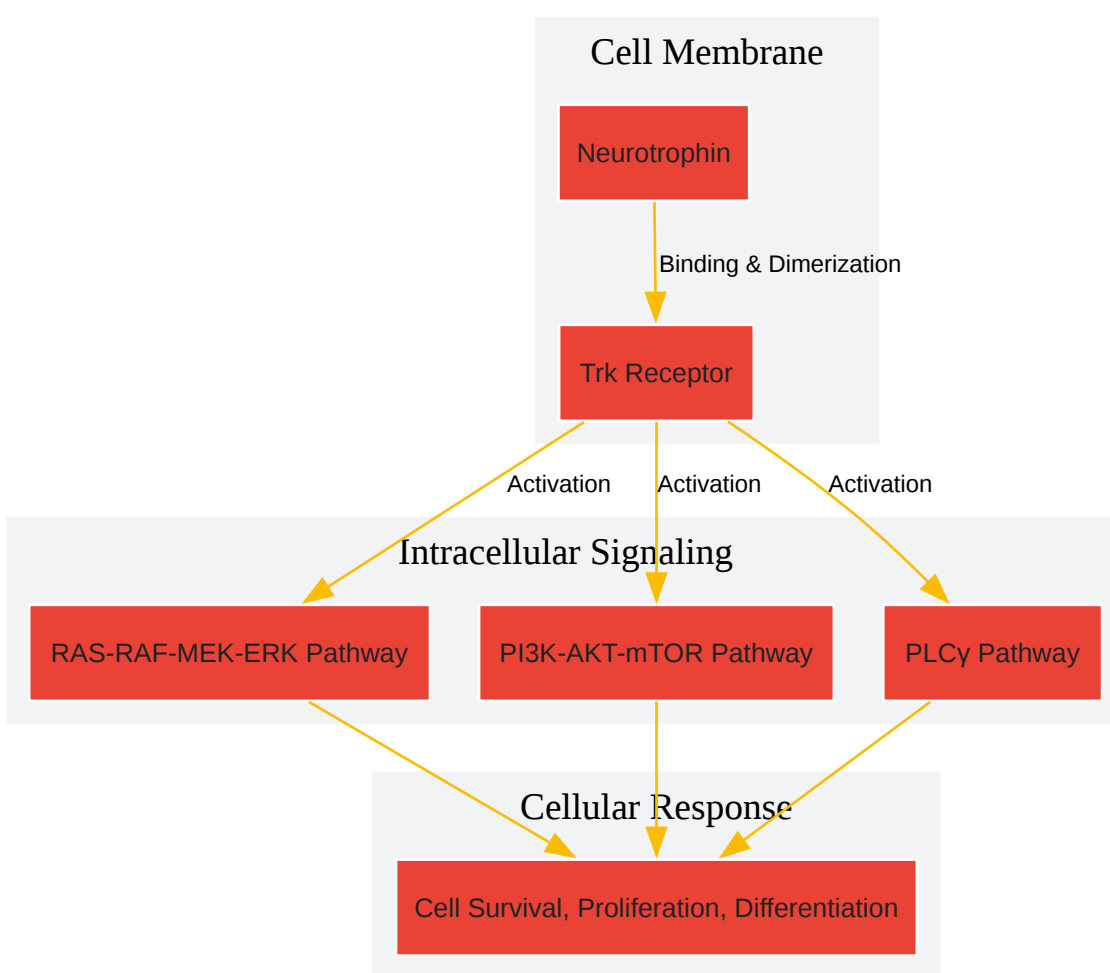 Cell Membrane
Neurotrophin
Binding & Dimerization
Trk Receptor
Activation
Activation
Activation
Intracellular Signaling
RAS-RAF-MEK-ERK Pathway
PI3K-AKT-mTOR Pathway
PLCγ Pathway
Cellular Response
Cell Survival, Proliferation, Differentiation